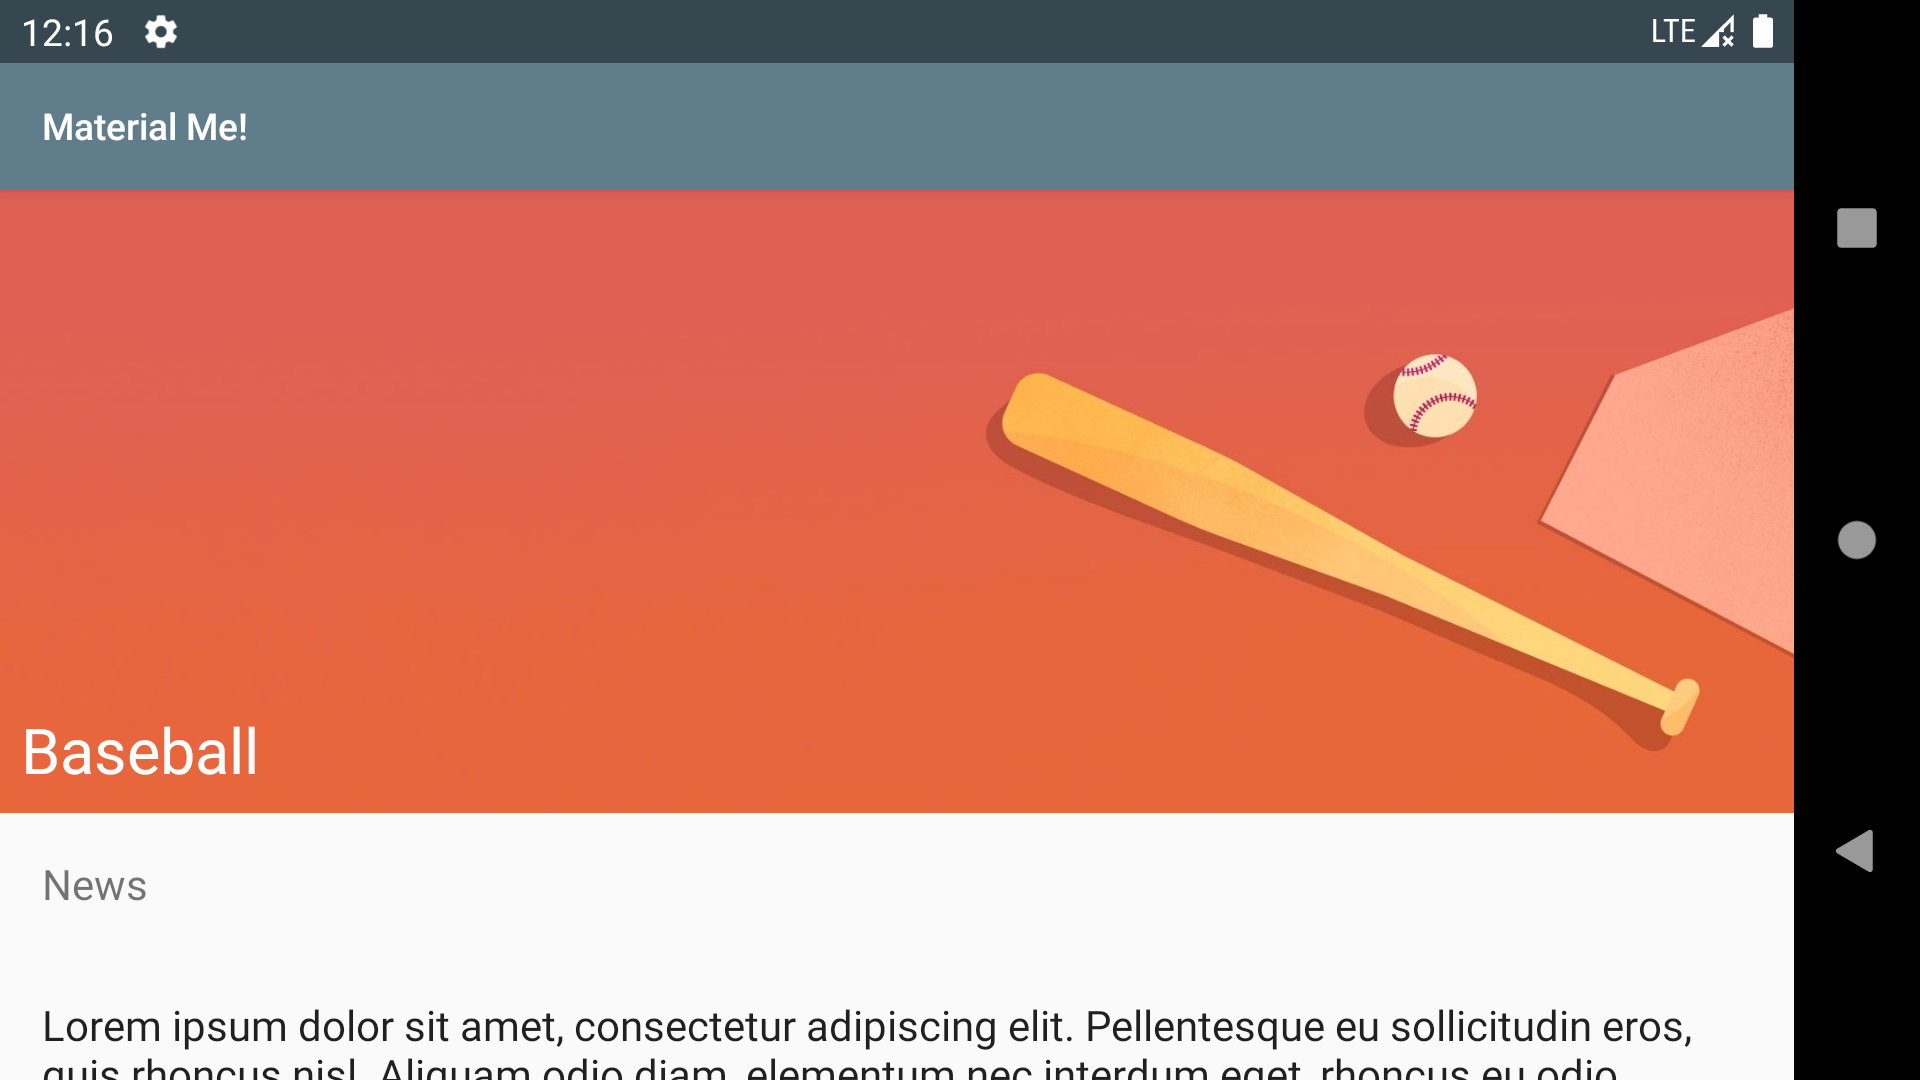 12:16
LTE
Material Me!
Baseball
News
Lorem ipsum dolor sit amet, consectetur adipiscing elit. Pellentesque eu sollicitudin eros,
quis rhoncus nisl. Aliquam odio diam, elementum nec interdum eget, rhoncus eu odio.